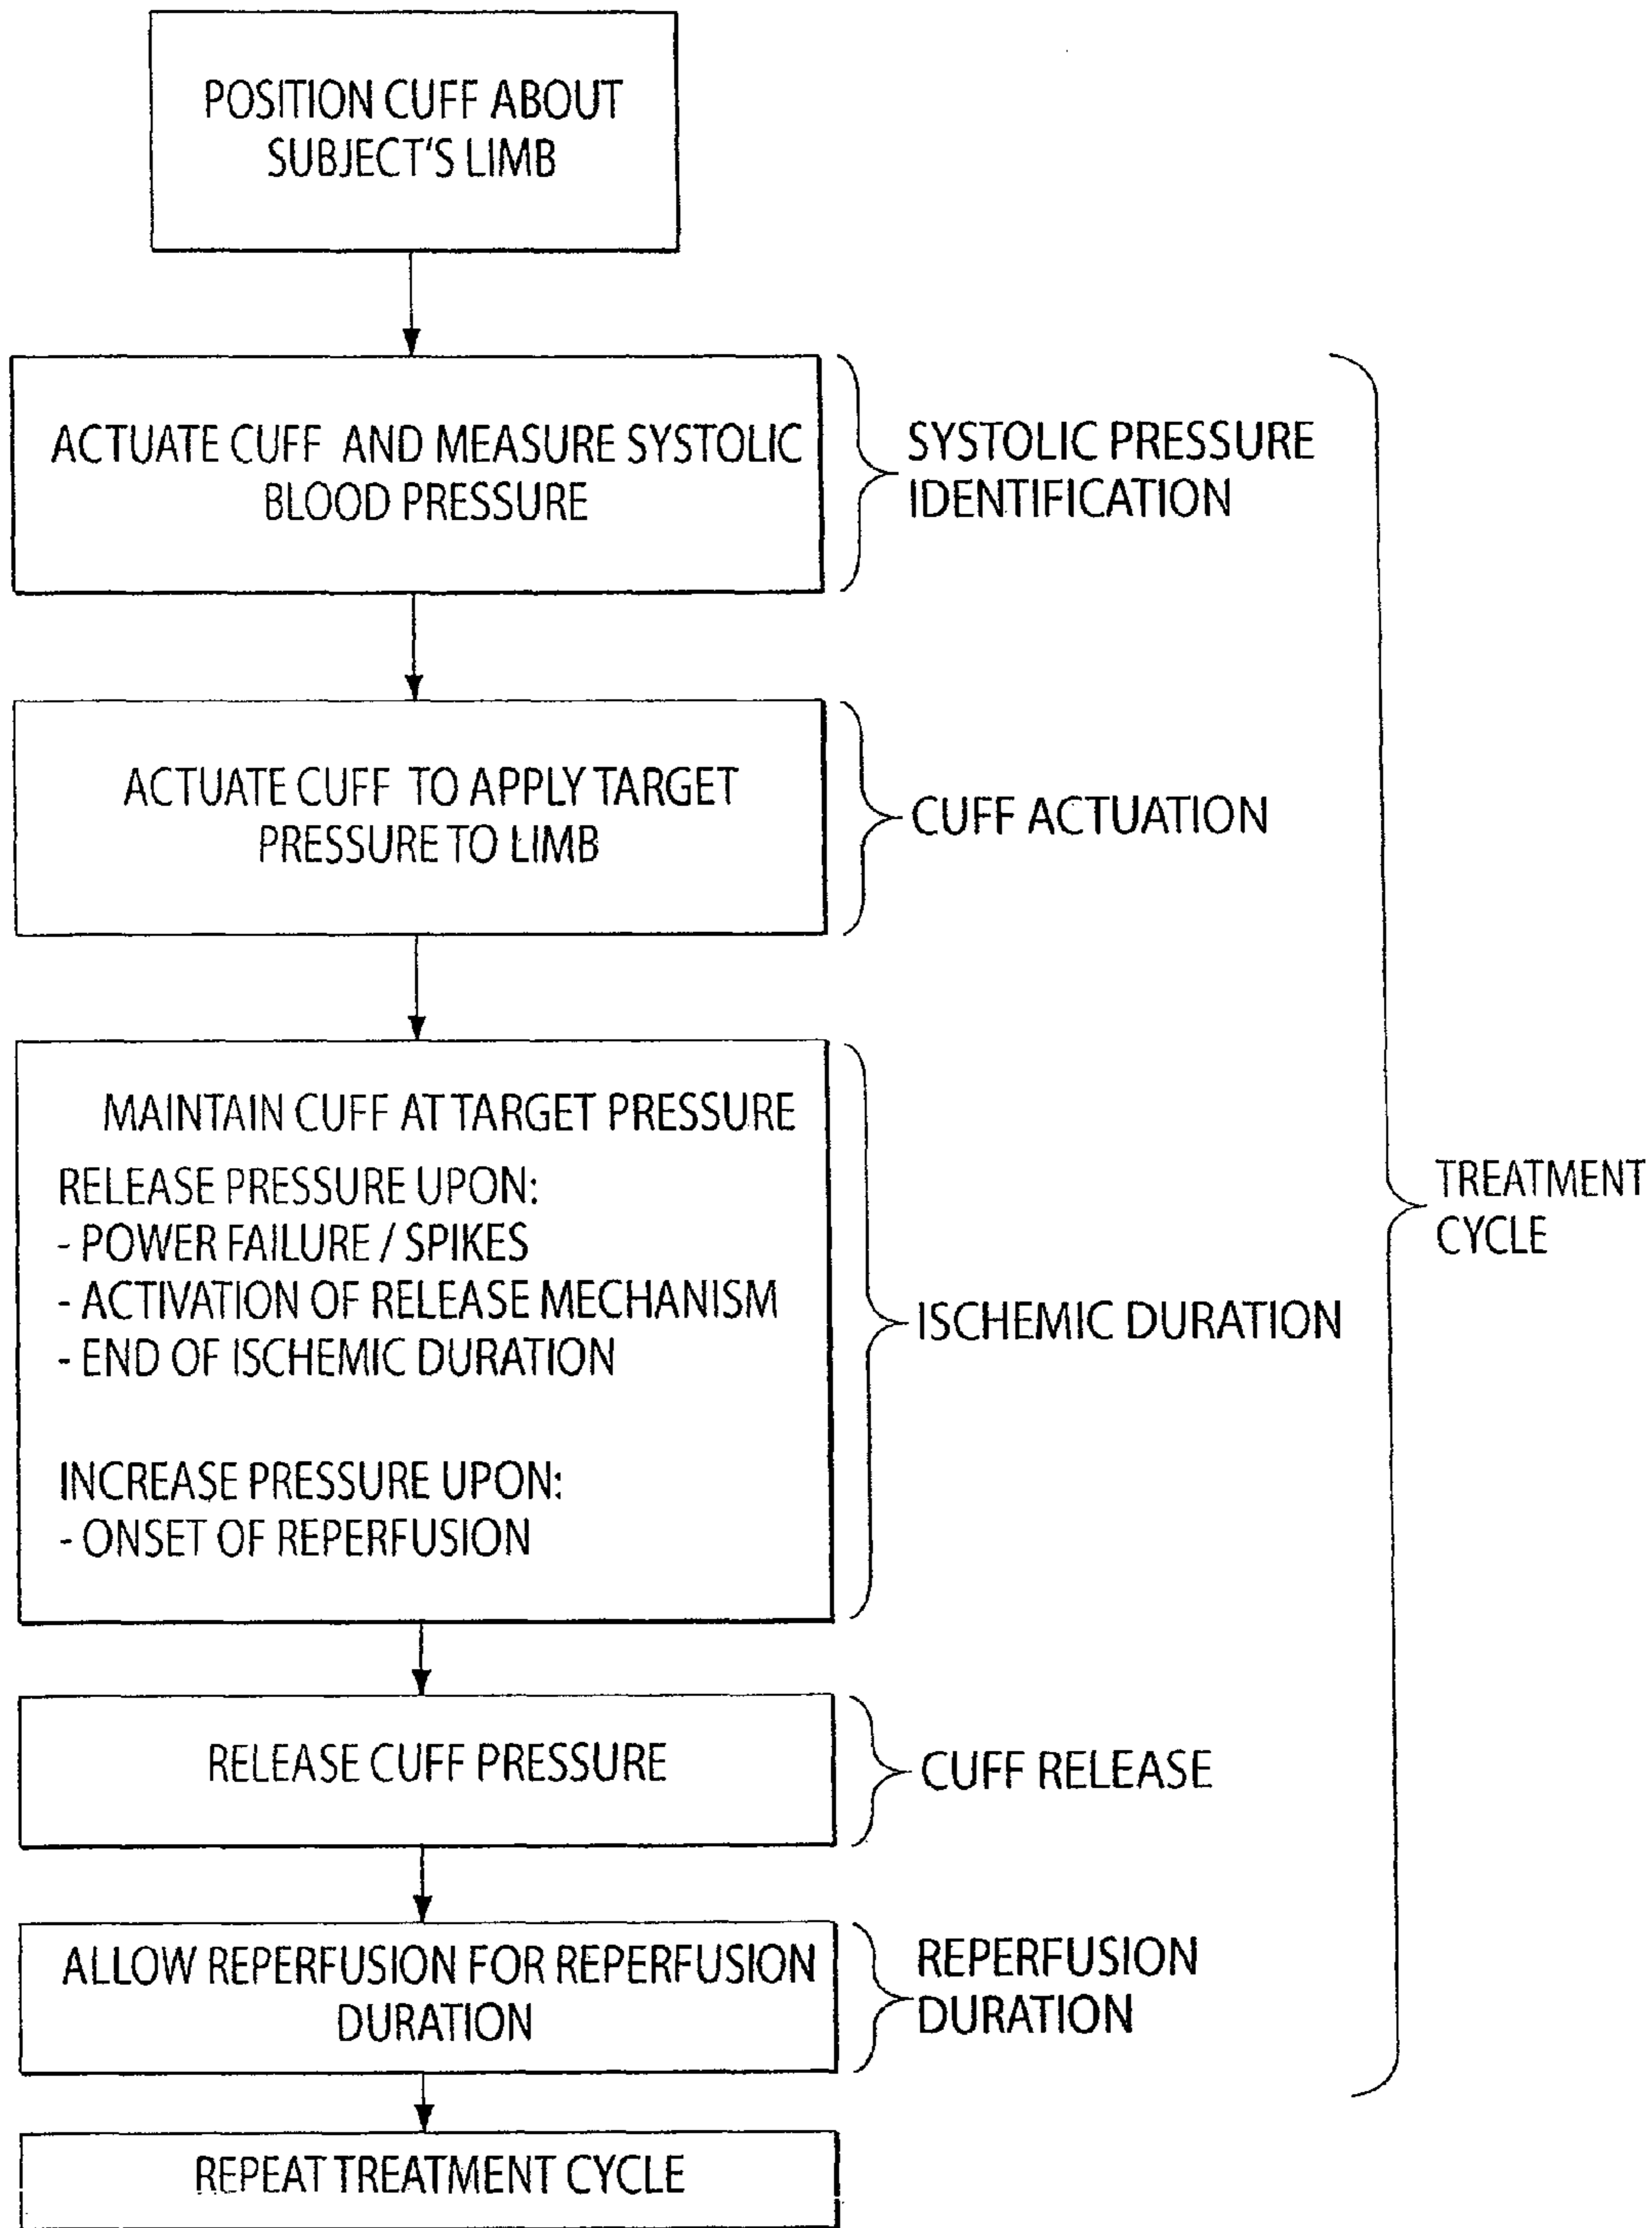 POSITION CUFF ABOUT
SUBJECT'S LIMB
ACTUATE CUFF AND MEASURE SYSTOLIC
BLOOD PRESSURE
SYSTOLIC PRESSURE
IDENTIFICATION
ACTUATE CUFF TO APPLY TARGET
PRESSURE TO LIMB
CUFF ACTUATION
MAINTAIN CUFF AT TARGET PRESSURE
RELEASE PRESSURE UPON:
- POWER FAILURE / SPIKES
- ACTIVATION OF RELEASE MECHANISM
- END OF ISCHEMIC DURATION
INCREASE PRESSURE UPON:
- ONSET OF REPERFUSION
ISCHEMIC DURATION
TREATMENT
CYCLE
RELEASE CUFF PRESSURE
CUFF RELEASE
ALLOW REPERFUSION FOR REPERFUSION
DURATION
REPERFUSION
DURATION
REPEAT TREATMENT CYCLE